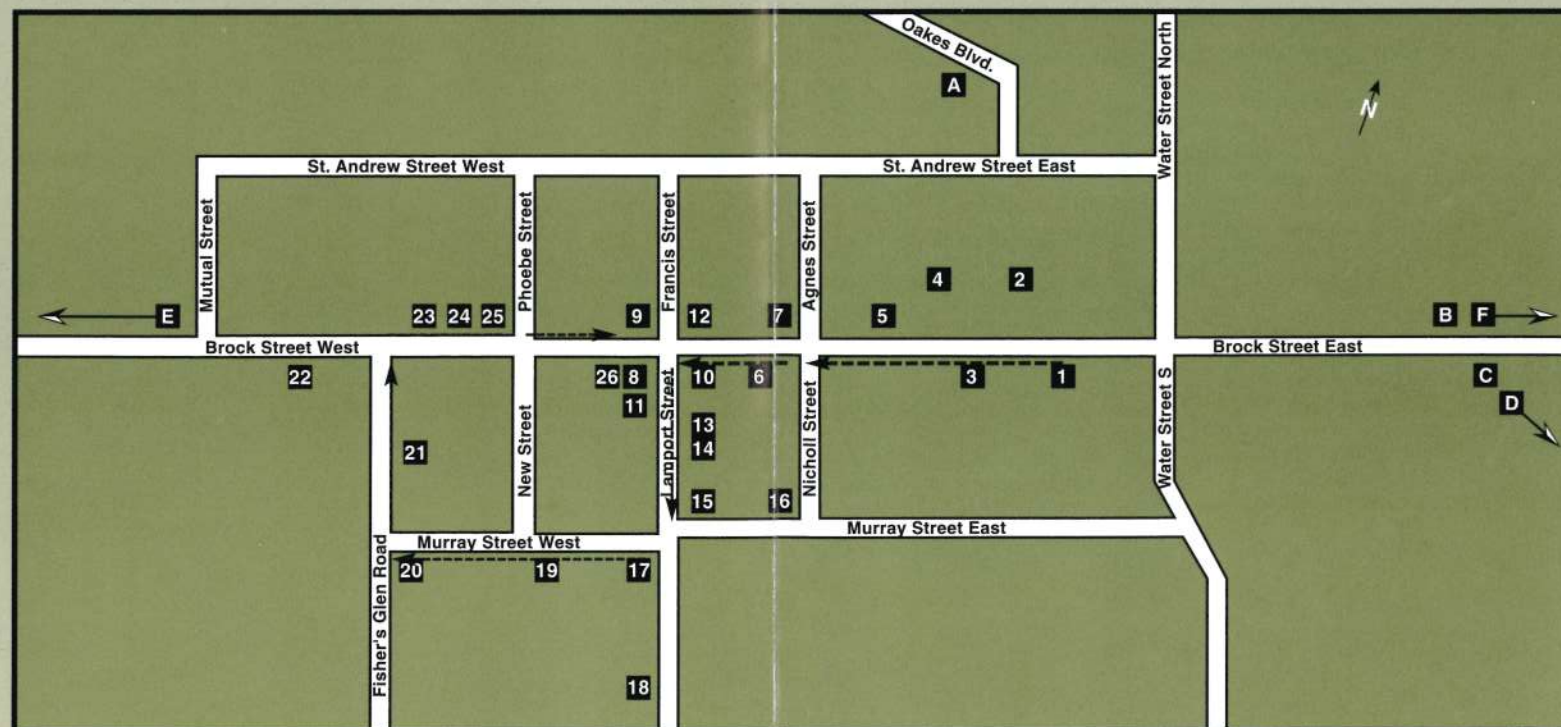 Oakes Blvd.
A
N
Water Street North
St. Andrew Street West
St. Andrew Street East
Mutual Street
Phoebe Street
Francis Street
Agnes Street
4
2
E
23
24
25
9
12
7
5
B
F
Brock Street West
Brock Street East
22
26
8
10
6
3
1
C
11
D
13
21
14
New Street
Lamport Street
Nicholl Street
Water Street S
15
16
Murray Street East
Murray Street West
20
19
17
Fisher's Glen Road
18